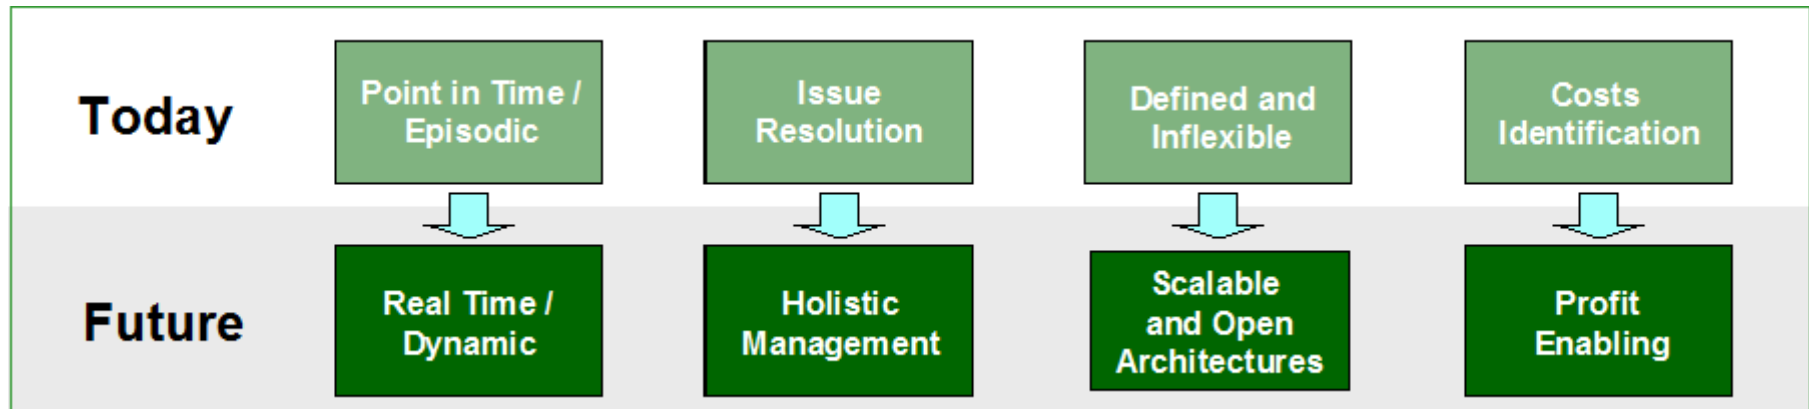 Today
Point in Time /
Episodic
Issue
Resolution
Defined and
Inflexible
Costs
Identification
Future
Real Time /
Dynamic
Holistic
Management
Scalable
and Open
Architectures
Profit
Enabling